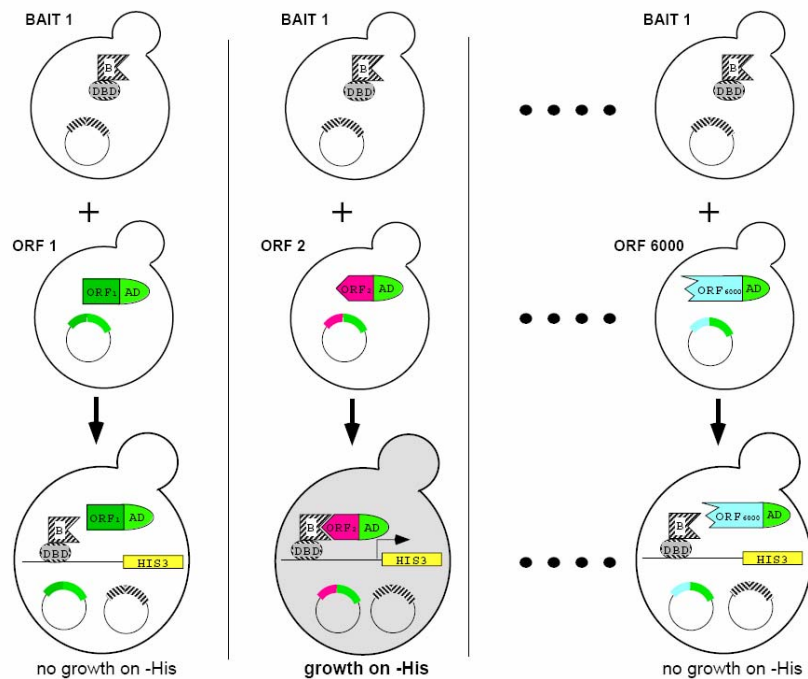 BAIT 1
BAIT 1
BAIT 1
B
B
B
DBD
DBD
DBD
+
+
+
ORF 1
ORF 2
ORF 6000
ORF1 AD
ORF2 AD
ORF6000 AD
B ORF1 AD
B ORF2 AD
B ORF6000 AD
DBD
DBD
DBD
HIS3
HIS3
HIS3
no growth on -His
growth on -His
no growth on -His